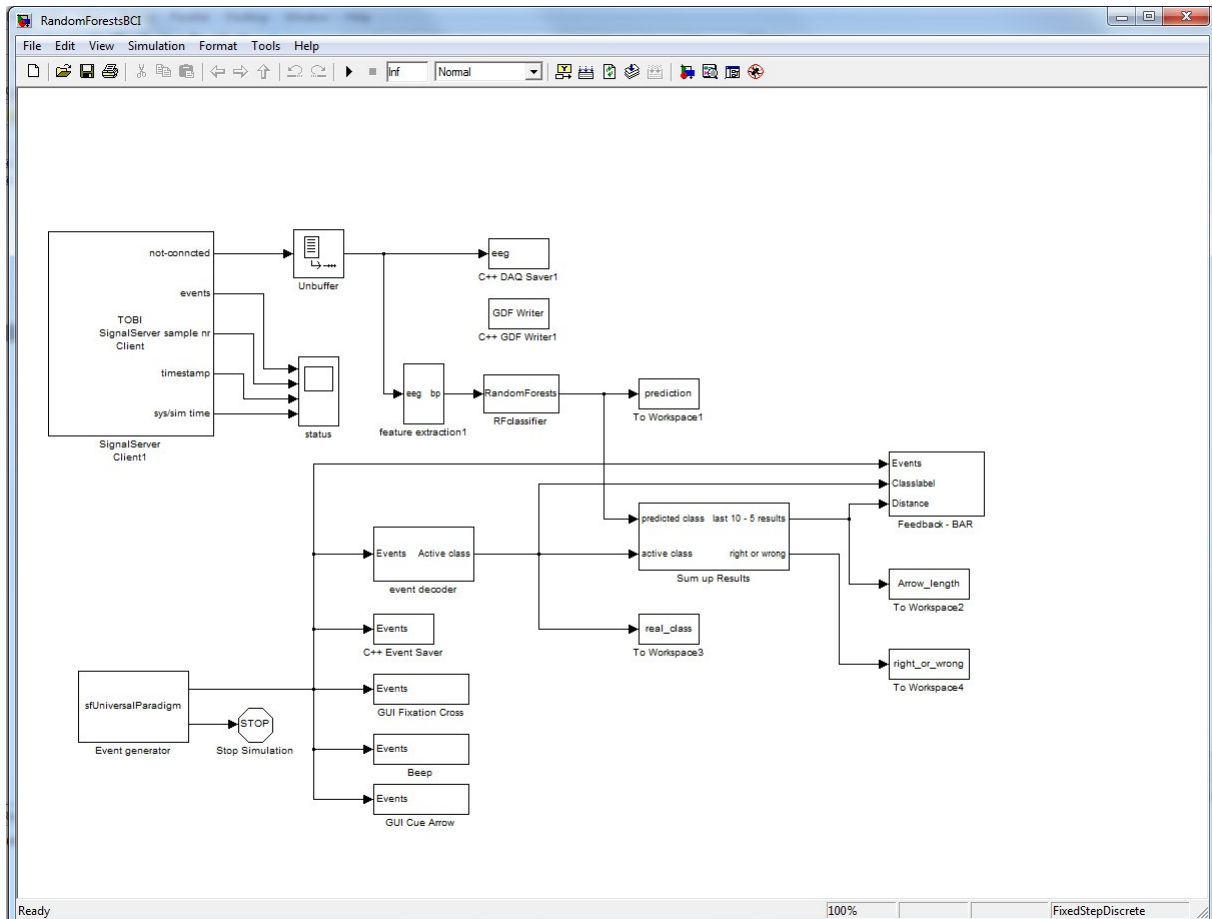 RandomForestsBCI
File Edit View Simulation Format Tools Help
Inf Normal
not-conncted
events
TOBI
SignalServer sample nr
Client
timestamp
sys/sim time
SignalServer
Client1
Unbuffer
status
eeg
C++ DAQ Saver1
GDF Writer
C++ GDF Writer1
eeg bp
feature extraction1
RandomForests
RFclassifier
prediction
To Workspace1
Events
Classlabel
Distance
Feedback - BAR
predicted class last 10 - 5 results
active class right or wrong
Sum up Results
Events Active class
event decoder
Arrow_length
To Workspace2
real_class
To Workspace3
right_or_wrong
To Workspace4
Events
C++ Event Saver
sfUniversalParadigm
Event generator
STOP
Stop Simulation
Events
GUI Fixation Cross
Events
Beep
Events
GUI Cue Arrow
Ready 100% FixedStepDiscrete